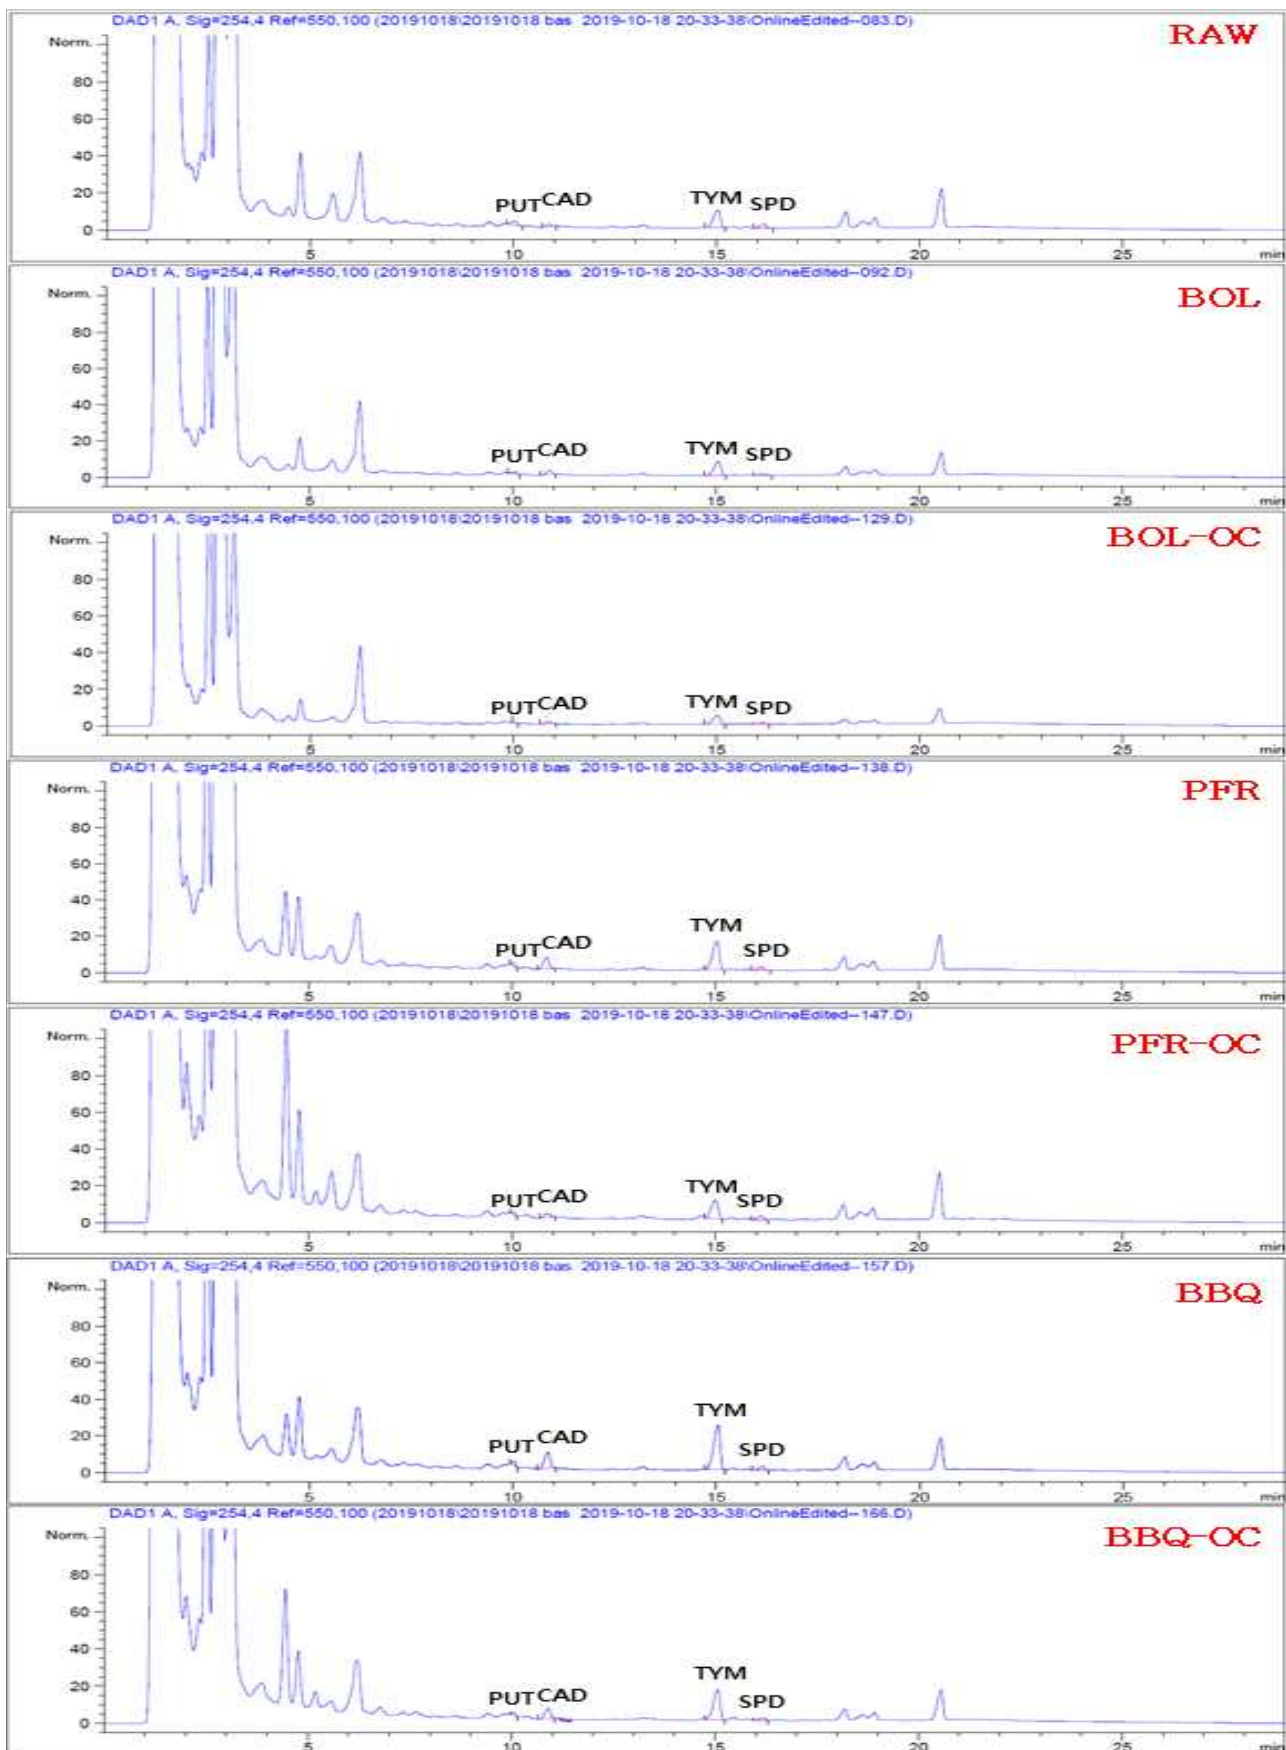 DAD1 A, Sig=254,4 Ref=550,100 (20191018\20191018 bas 2019-10-18 20-33-38\OnlineEdited--083.D)
RAW
Norm.
80
60
40
20
0
PUT CAD TYM SPD
5 10 15 20 25 min
DAD1 A, Sig=254,4 Ref=550,100 (20191018\20191018 bas 2019-10-18 20-33-38\OnlineEdited--092.D)
BOL
Norm.
80
60
40
20
0
PUT CAD TYM SPD
5 10 15 20 25 min
DAD1 A, Sig=254,4 Ref=550,100 (20191018\20191018 bas 2019-10-18 20-33-38\OnlineEdited--129.D)
BOL-OC
Norm.
80
60
40
20
0
PUT CAD TYM SPD
5 10 15 20 25 min
DAD1 A, Sig=254,4 Ref=550,100 (20191018\20191018 bas 2019-10-18 20-33-38\OnlineEdited--138.D)
PFR
Norm.
80
60
40
20
0
PUT CAD TYM SPD
5 10 15 20 25 min
DAD1 A, Sig=254,4 Ref=550,100 (20191018\20191018 bas 2019-10-18 20-33-38\OnlineEdited--147.D)
PFR-OC
Norm.
80
60
40
20
0
PUT CAD TYM SPD
5 10 15 20 25 min
DAD1 A, Sig=254,4 Ref=550,100 (20191018\20191018 bas 2019-10-18 20-33-38\OnlineEdited--157.D)
BBQ
Norm.
80
60
40
20
0
PUT CAD TYM SPD
5 10 15 20 25 min
DAD1 A, Sig=254,4 Ref=550,100 (20191018\20191018 bas 2019-10-18 20-33-38\OnlineEdited--166.D)
BBQ-OC
Norm.
80
60
40
20
0
PUT CAD TYM SPD
5 10 15 20 25 min